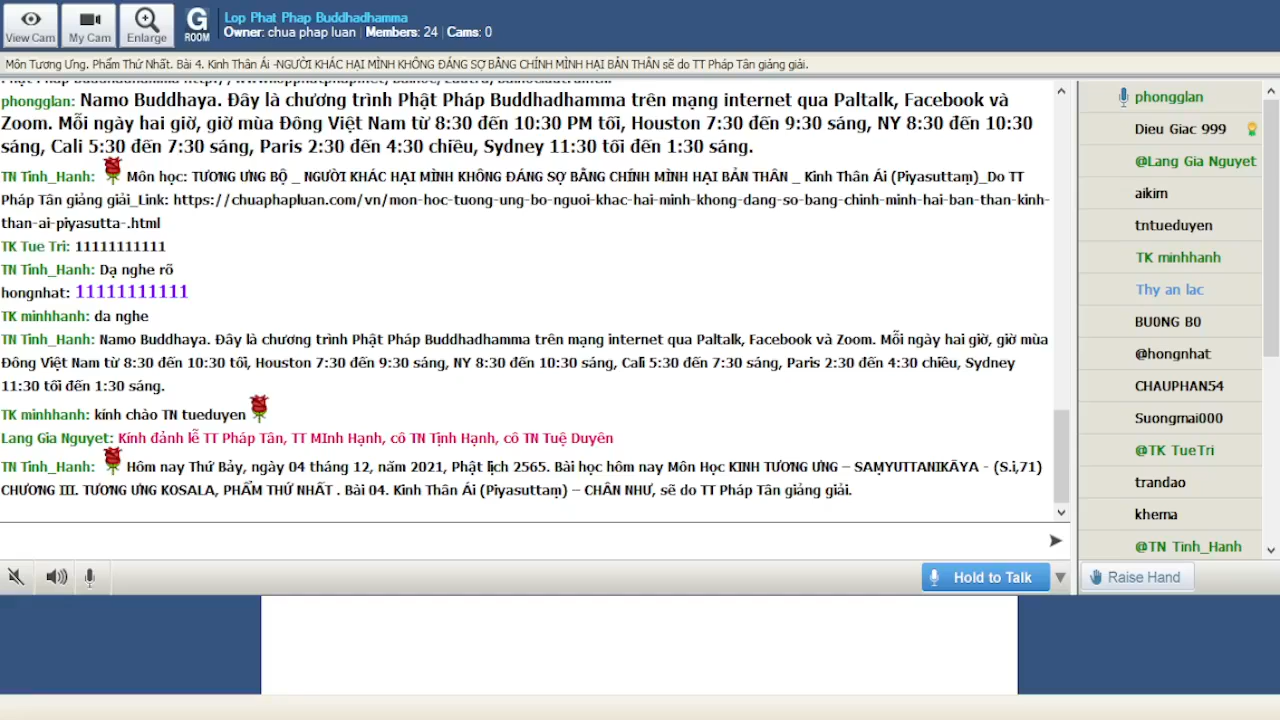 View Cam
My Cam
Enlarge
G
ROOM
Lop Phat Phap Buddhadhamma
Owner: chua phap luan | Members: 24 | Cams: 0
Môn Tương Ưng. Phẩm Thứ Nhất. Bài 4. Kinh Thân Ái -NGƯỜI KHÁC HẠI MÌNH KHÔNG ĐÁNG SỢ BẰNG CHÍNH MÌNH HẠI BẢN THÂN sẽ do TT Pháp Tân giảng giải.
phongglan: Namo Buddhaya. Đây là chương trình Phật Pháp Buddhadhamma trên mạng internet qua Paltalk, Facebook và
Zoom. Mỗi ngày hai giờ, giờ mùa Đông Việt Nam từ 8:30 đến 10:30 PM tối, Houston 7:30 đến 9:30 sáng, NY 8:30 đến 10:30
sáng, Cali 5:30 đến 7:30 sáng, Paris 2:30 đến 4:30 chiều, Sydney 11:30 tối đến 1:30 sáng.
TN Tinh_Hanh: Môn học: TƯƠNG ƯNG BỘ _ NGƯỜI KHÁC HẠI MÌNH KHÔNG ĐÁNG SỢ BẰNG CHÍNH MÌNH HẠI BẢN THÂN _ Kinh Thân Ái (Piyasuttaṃ)_Do TT
Pháp Tân giảng giải_Link: https://chuaphapluan.com/vn/mon-hoc-tuong-ung-bo-nguoi-khac-hai-minh-khong-dang-so-bang-chinh-minh-hai-ban-than-kinh-
than-ai-piyasutta-.html
TK Tue Tri: 11111111111
TN Tinh_Hanh: Dạ nghe rõ
hongnhat: 11111111111
TK minhhanh: da nghe
TN Tinh_Hanh: Namo Buddhaya. Đây là chương trình Phật Pháp Buddhadhamma trên mạng internet qua Paltalk, Facebook và Zoom. Mỗi ngày hai giờ, giờ mùa
Đông Việt Nam từ 8:30 đến 10:30 tối, Houston 7:30 đến 9:30 sáng, NY 8:30 đến 10:30 sáng, Cali 5:30 đến 7:30 sáng, Paris 2:30 đến 4:30 chiều, Sydney
11:30 tối đến 1:30 sáng.
TK minhhanh: kính chào TN tueduyen
Lang Gia Nguyet: Kính đảnh lễ TT Pháp Tân, TT MInh Hạnh, cô TN Tịnh Hạnh, cô TN Tuệ Duyên
TN Tinh_Hanh: Hôm nay Thứ Bảy, ngày 04 tháng 12, năm 2021, Phật lịch 2565. Bài học hôm nay Môn Học KINH TƯƠNG ƯNG – SAṂYUTTANIKĀYA - (S.i,71)
CHƯƠNG III. TƯƠNG ƯNG KOSALA, PHẨM THỨ NHẤT . Bài 04. Kinh Thân Ái (Piyasuttaṃ) – CHÂN NHƯ, sẽ do TT Pháp Tân giảng giải.
Hold to Talk
phongglan
Dieu Giac 999
@Lang Gia Nguyet
aikim
tntueduyen
TK minhhanh
Thy an lac
BU0NG B0
@hongnhat
CHAUPHAN54
Suongmai000
@TK TueTri
trandao
khema
@TN Tinh_Hanh
Raise Hand